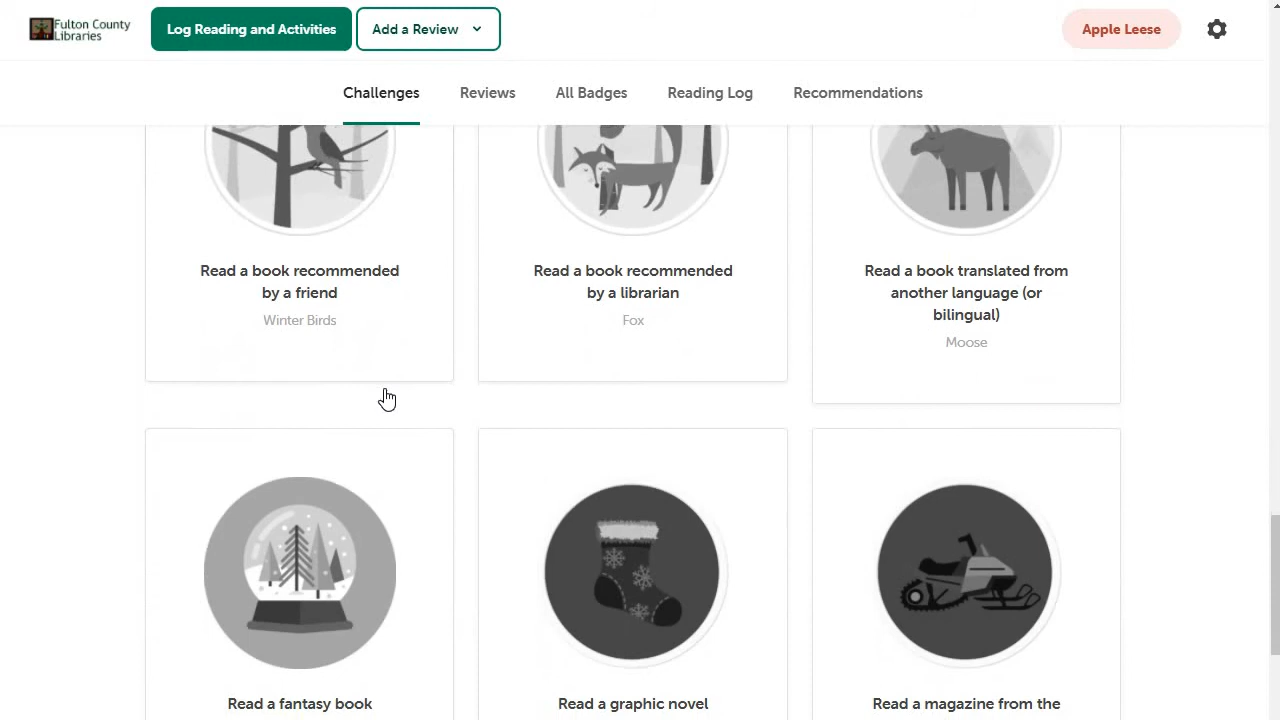 Fulton County
Libraries
Log Reading and Activities
Add a Review
Apple Leese
Challenges
Reviews
All Badges
Reading Log
Recommendations
Read a book recommended
by a friend
Winter Birds
Read a book recommended
by a librarian
Fox
Read a book translated from
another language (or
bilingual)
Moose
Read a fantasy book
Read a graphic novel
Read a magazine from the